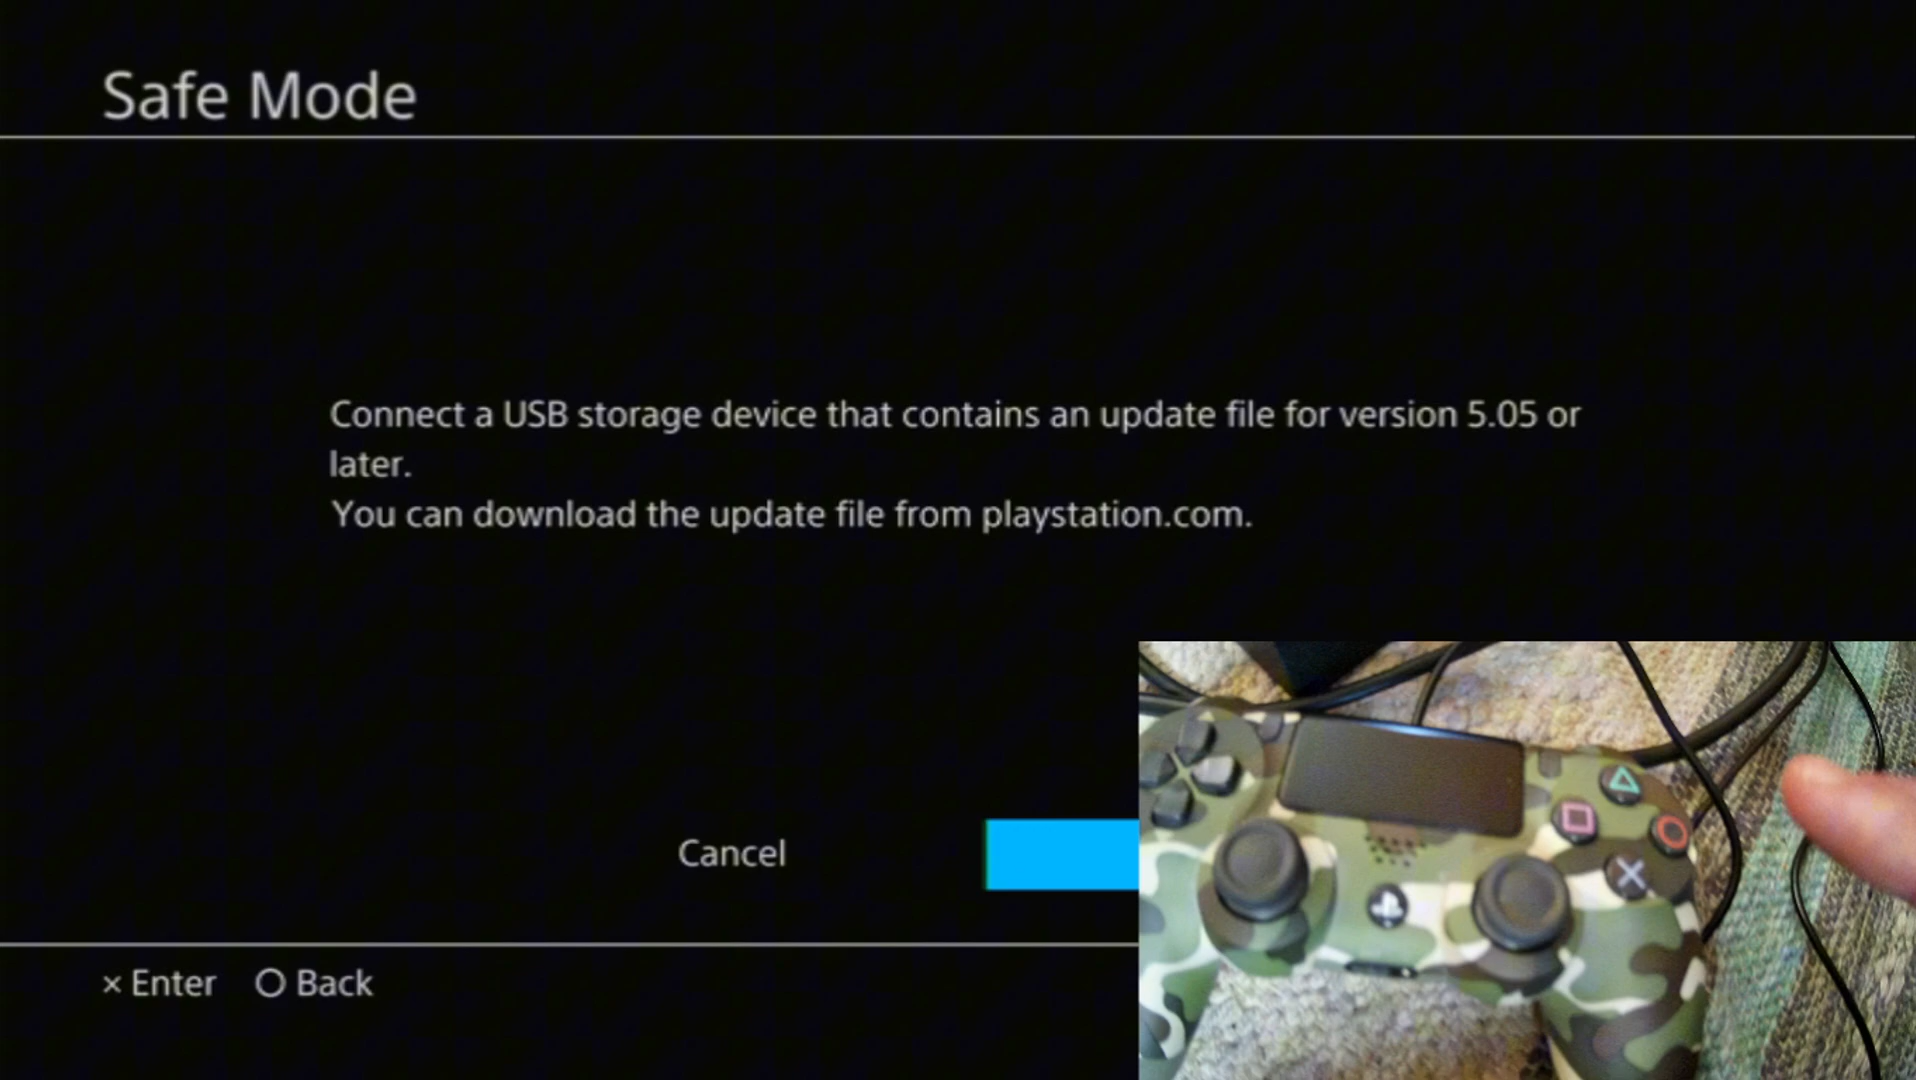 Safe Mode
Connect a USB storage device that contains an update file for version 5.05 or
later.
You can download the update file from playstation.com.
Cancel
× Enter ○ Back